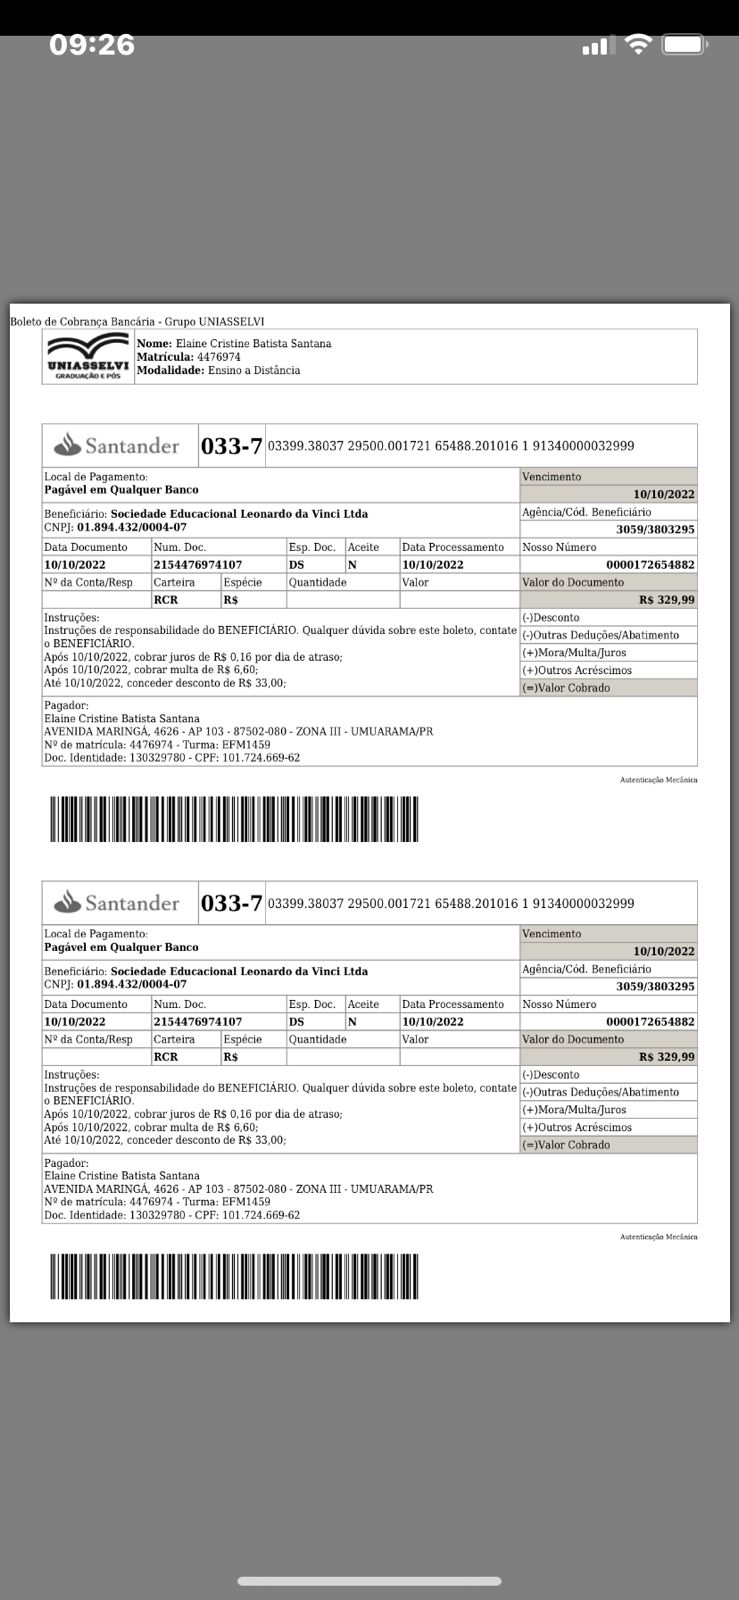 09:26
Boleto de Cobrança Bancária - Grupo UNIASSELVI
UNIASSELVI
GRADUAÇÃO E PÓS
Nome: Elaine Cristine Batista Santana
Matrícula: 4476974
Modalidade: Ensino a Distância
Santander 033-7 03399.38037 29500.001721 65488.201016 1 91340000032999
Local de Pagamento: Vencimento
Pagável em Qualquer Banco 10/10/2022
Beneficiário: Sociedade Educacional Leonardo da Vinci Ltda Agência/Cód. Beneficiário
CNPJ: 01.894.432/0004-07 3059/3803295
Data Documento Num. Doc. Esp. Doc. Aceite Data Processamento Nosso Número
10/10/2022 2154476974107 DS N 10/10/2022 0000172654882
Nº da Conta/Resp Carteira Espécie Quantidade Valor Valor do Documento
RCR R$ R$ 329,99
Instruções: (-)Desconto
Instruções de responsabilidade do BENEFICIÁRIO. Qualquer dúvida sobre este boleto, contate (-)Outras Deduções/Abatimento
o BENEFICIÁRIO.
Após 10/10/2022, cobrar juros de R$ 0,16 por dia de atraso; (+)Mora/Multa/Juros
Após 10/10/2022, cobrar multa de R$ 6,60; (+)Outros Acréscimos
Até 10/10/2022, conceder desconto de R$ 33,00; (=)Valor Cobrado
Pagador:
Elaine Cristine Batista Santana
AVENIDA MARINGÁ, 4626 - AP 103 - 87502-080 - ZONA III - UMUARAMA/PR
Nº de matrícula: 4476974 - Turma: EFM1459
Doc. Identidade: 130329780 - CPF: 101.724.669-62
Autenticação Mecânica
Santander 033-7 03399.38037 29500.001721 65488.201016 1 91340000032999
Local de Pagamento: Vencimento
Pagável em Qualquer Banco 10/10/2022
Beneficiário: Sociedade Educacional Leonardo da Vinci Ltda Agência/Cód. Beneficiário
CNPJ: 01.894.432/0004-07 3059/3803295
Data Documento Num. Doc. Esp. Doc. Aceite Data Processamento Nosso Número
10/10/2022 2154476974107 DS N 10/10/2022 0000172654882
Nº da Conta/Resp Carteira Espécie Quantidade Valor Valor do Documento
RCR R$ R$ 329,99
Instruções: (-)Desconto
Instruções de responsabilidade do BENEFICIÁRIO. Qualquer dúvida sobre este boleto, contate (-)Outras Deduções/Abatimento
o BENEFICIÁRIO.
Após 10/10/2022, cobrar juros de R$ 0,16 por dia de atraso; (+)Mora/Multa/Juros
Após 10/10/2022, cobrar multa de R$ 6,60; (+)Outros Acréscimos
Até 10/10/2022, conceder desconto de R$ 33,00; (=)Valor Cobrado
Pagador:
Elaine Cristine Batista Santana
AVENIDA MARINGÁ, 4626 - AP 103 - 87502-080 - ZONA III - UMUARAMA/PR
Nº de matrícula: 4476974 - Turma: EFM1459
Doc. Identidade: 130329780 - CPF: 101.724.669-62
Autenticação Mecânica